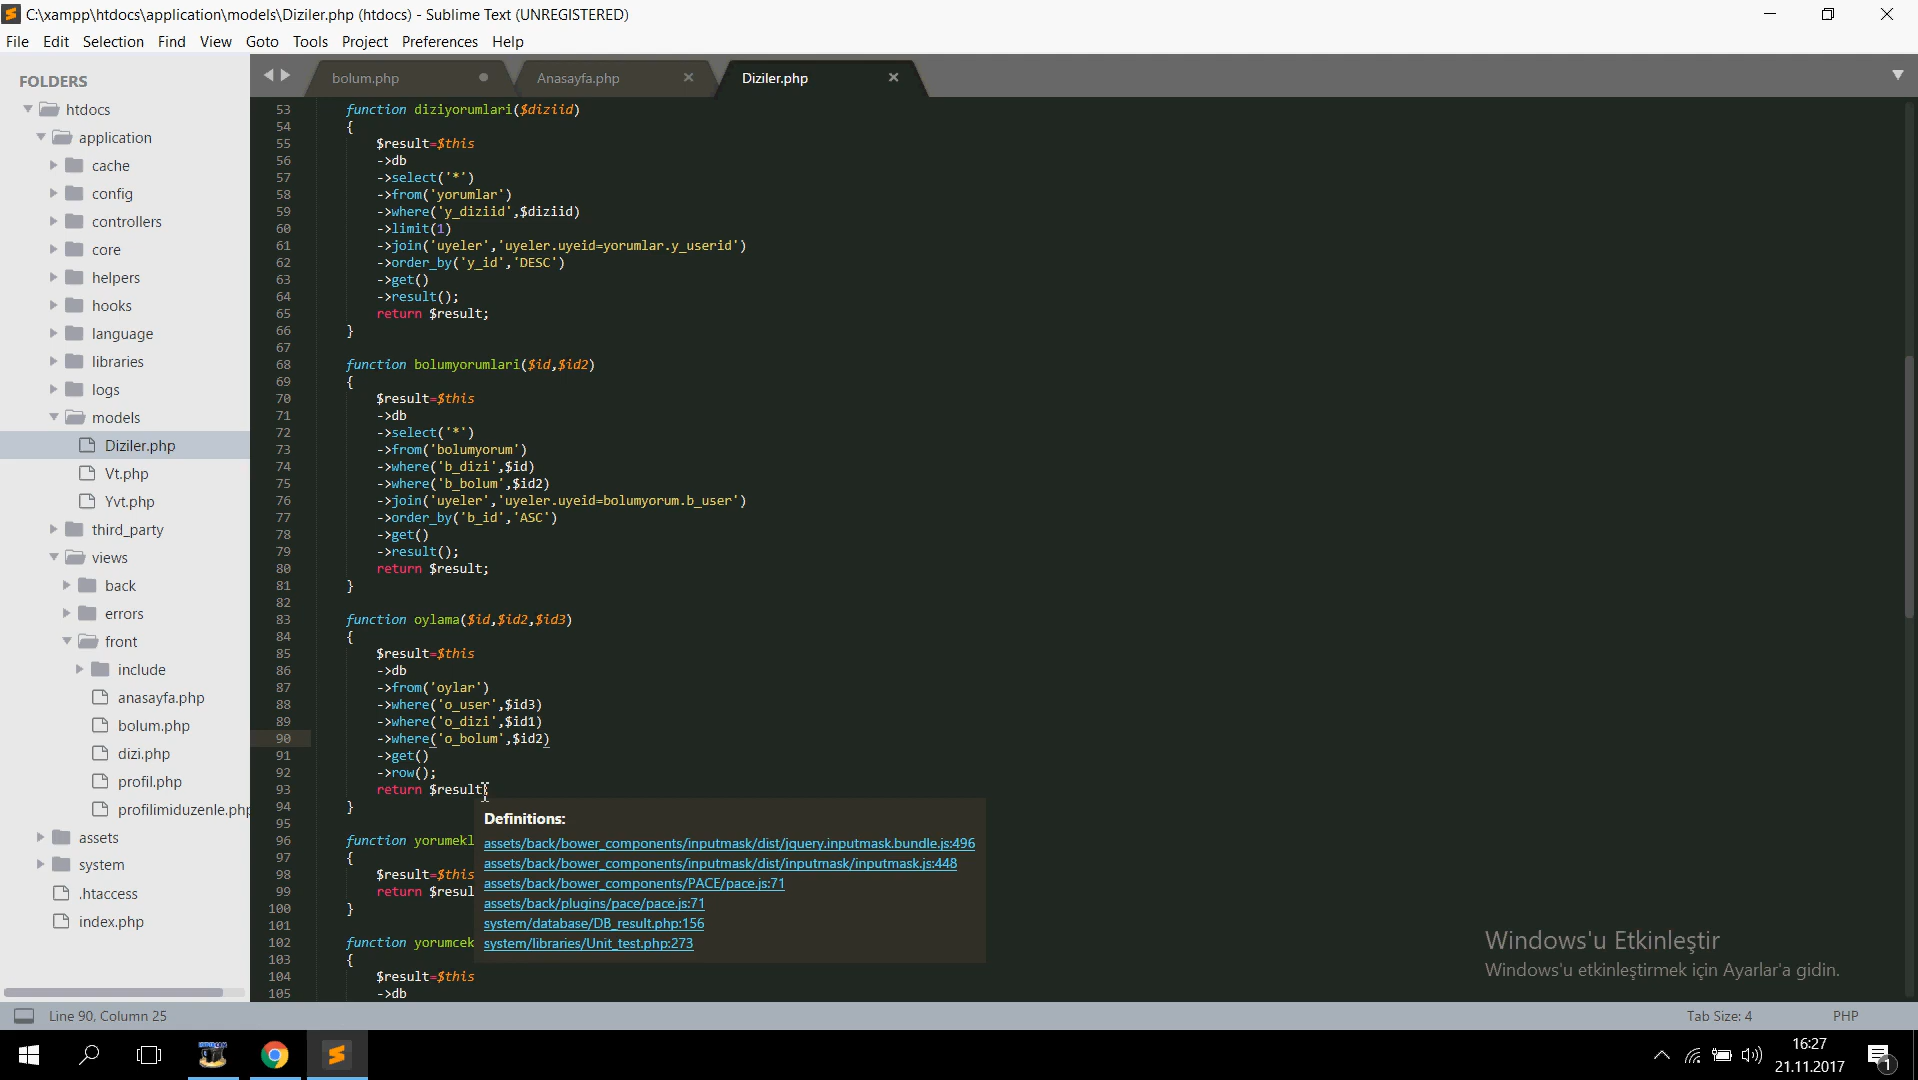 C:\xampp\htdocs\application\models\Diziler.php (htdocs) - Sublime Text (UNREGISTERED)
File Edit Selection Find View Goto Tools Project Preferences Help
FOLDERS
htdocs
application
cache
config
controllers
core
helpers
hooks
language
libraries
logs
models
Diziler.php
Vt.php
Yvt.php
third_party
views
back
errors
front
include
anasayfa.php
bolum.php
dizi.php
profil.php
profilimiduzenle.php
assets
system
.htaccess
index.php
bolum.php Anasayfa.php Diziler.php
53 function diziyorumlari($diziid)
54 {
55 $result=$this
56 ->db
57 ->select('*')
58 ->from('yorumlar')
59 ->where('y_diziid',$diziid)
60 ->limit(1)
61 ->join('uyeler','uyeler.uyeid=yorumlar.y_userid')
62 ->order_by('y_id','DESC')
63 ->get()
64 ->result();
65 return $result;
66 }
67
68 function bolumyorumlari($id,$id2)
69 {
70 $result=$this
71 ->db
72 ->select('*')
73 ->from('bolumyorum')
74 ->where('b_dizi',$id)
75 ->where('b_bolum',$id2)
76 ->join('uyeler','uyeler.uyeid=bolumyorum.b_user')
77 ->order_by('b_id','ASC')
78 ->get()
79 ->result();
80 return $result;
81 }
82
83 function oylama($id,$id2,$id3)
84 {
85 $result=$this
86 ->db
87 ->from('oylar')
88 ->where('o_user',$id3)
89 ->where('o_dizi',$id1)
90 ->where('o_bolum',$id2)
91 ->get()
92 ->row();
93 return $result;
94 }
95
96 function yorumekl
97 {
98 $result=$this
99 return $resul
100 }
101
102 function yorumcek
103 {
104 $result=$this
105 ->db
Definitions:
assets/back/bower_components/inputmask/dist/jquery.inputmask.bundle.js:496
assets/back/bower_components/inputmask/dist/inputmask/inputmask.js:448
assets/back/bower_components/PACE/pace.js:71
assets/back/plugins/pace/pace.js:71
system/database/DB_result.php:156
system/libraries/Unit_test.php:273
Windows'u Etkinleştir
Windows'u etkinleştirmek için Ayarlar'a gidin.
Line 90, Column 25 Tab Size: 4 PHP
16:27
21.11.2017
1